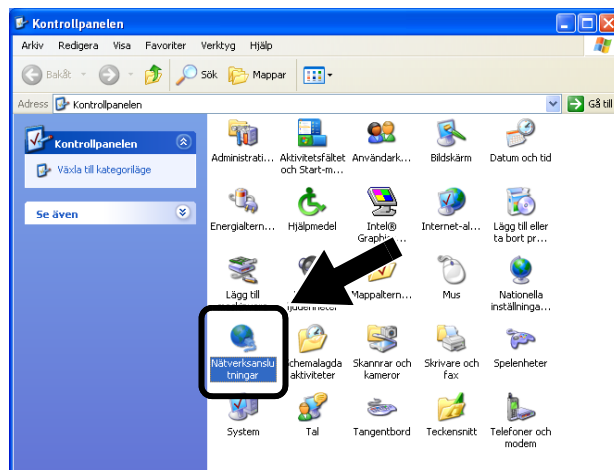 Kontrollpanelen
Arkiv Redigera Visa Favoriter Verktyg Hjälp
Bakåt Sök Mappar
Adress Kontrollpanelen Gå till
Kontrollpanelen
Växla till kategoriläge
Se även
Administrati... Aktivitetsfältet Användark... Bildskärm Datum och tid
och Start-m...
Energialtern... Hjälpmedel Intel® Internet-al... Lägg till eller
Graphic... ta bort pr...
Lägg till Mappaltern... Mus Nationella
inställninga...
Nätverksanslu Schemalagda Skannrar och Skrivare och Spelenheter
tningar aktiviteter kameror fax
System Tal Tangentbord Teckensnitt Telefoner och
modem